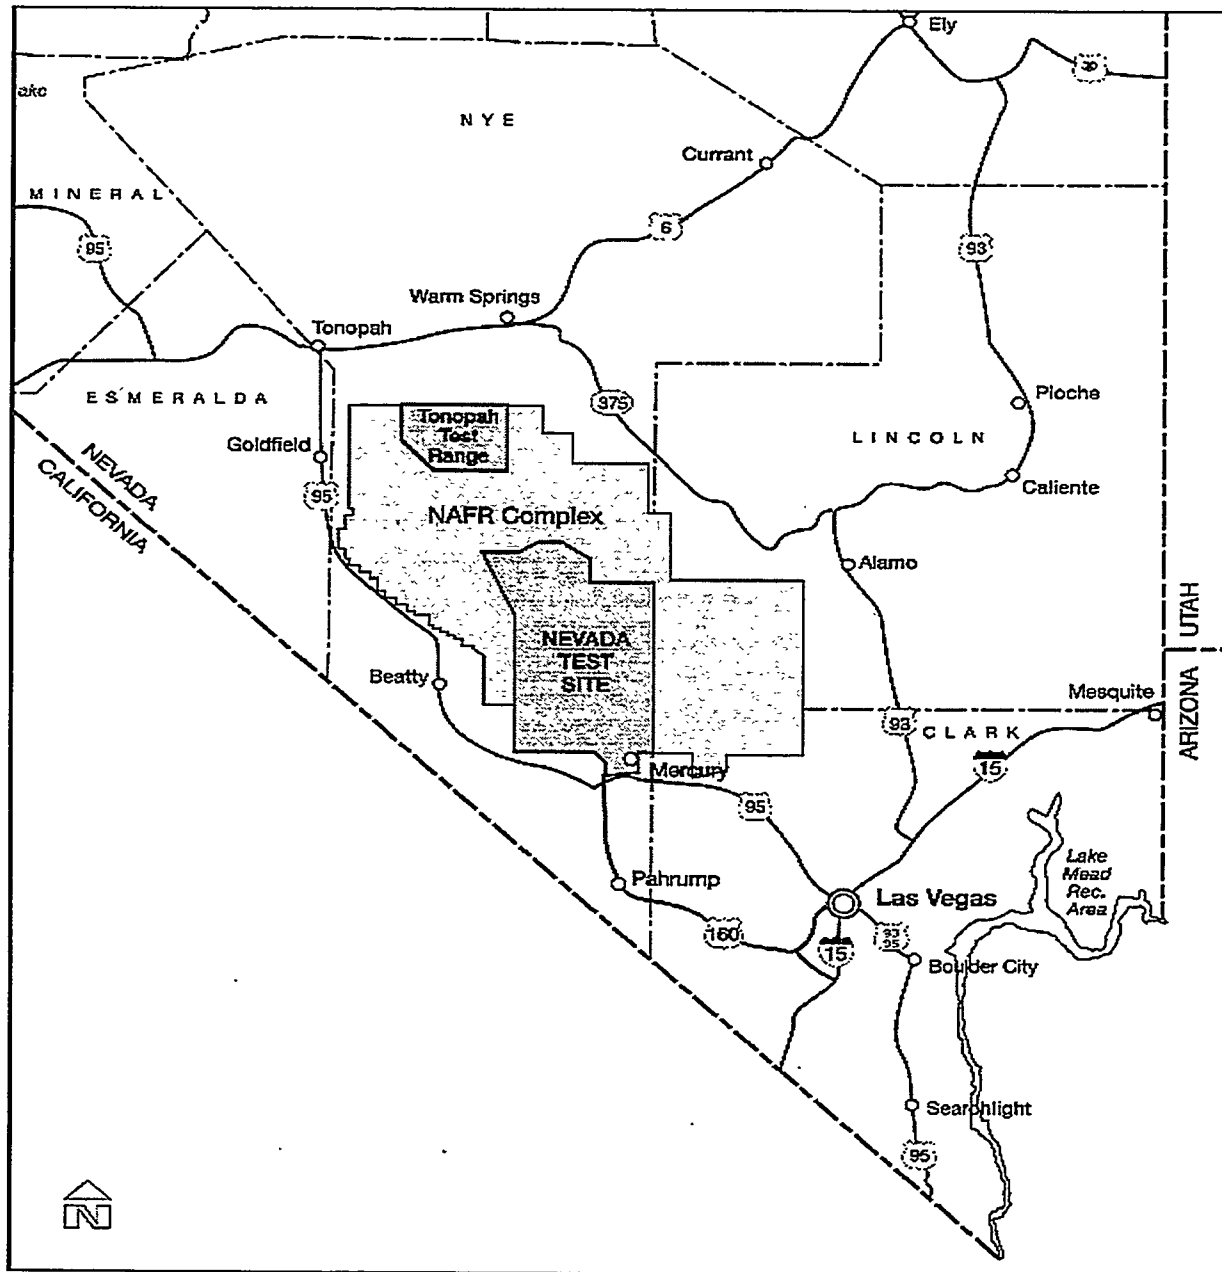 Ely
ake
NYE
Currant
MINERAL
6
95
93
Warm Springs
Tonopah
ESMERALDA
375
Pioche
Tonopah
Test
Range
LINCOLN
Goldfield
NEVADA
CALIFORNIA
95
Caliente
NAFR Complex
Alamo
UTAH
NEVADA
TEST
SITE
Beatty
Mesquite
ARIZONA
93
CLARK
15
Mercury
95
Lake
Mead
Rec.
Area
Pahrump
Las Vegas
160
93
95
15
Boulder City
Searchlight
95
N